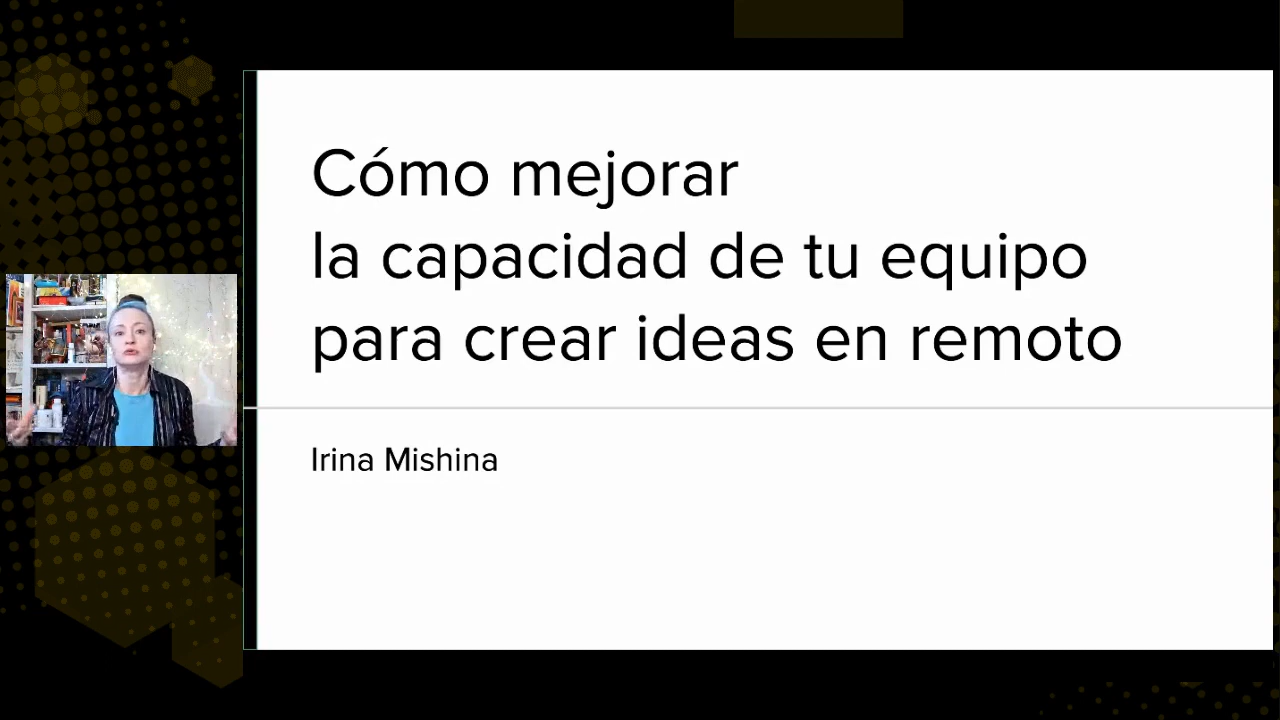 Cómo mejorar
la capacidad de tu equipo
para crear ideas en remoto
Irina Mishina